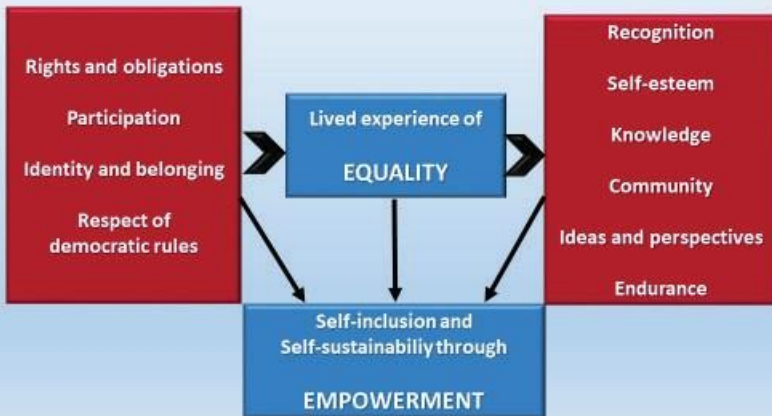 Rights and obligations
Participation
Identity and belonging
Respect of
democratic rules
Lived experience of
EQUALITY
Recognition
Self-esteem
Knowledge
Community
Ideas and perspectives
Endurance
Self-inclusion and
Self-sustainabiliy through
EMPOWERMENT